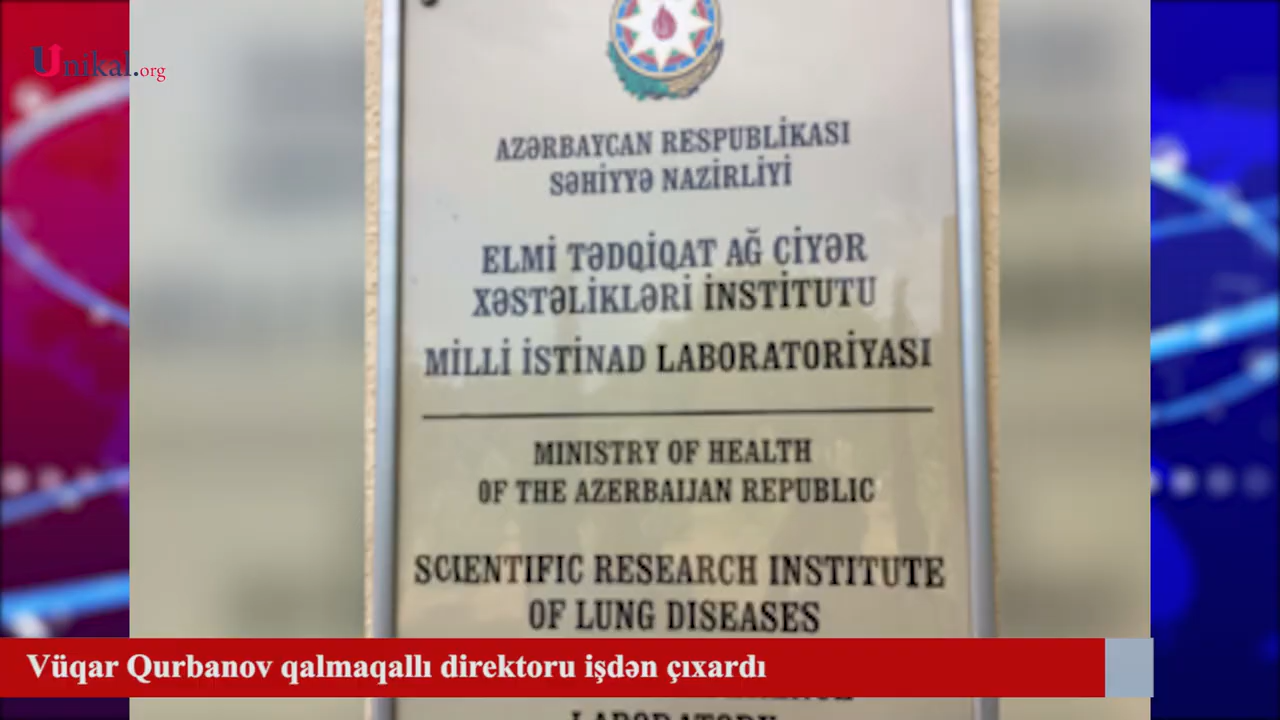 Unikal.org
AZƏRBAYCAN RESPUBLİKASI
SƏHİYYƏ NAZİRLİYİ
ELMİ TƏDQİQAT AĞ CİYƏR
XƏSTƏLİKLƏRİ İNSTİTUTU
MİLLİ İSTİNAD LABORATORİYASI
MINISTRY OF HEALTH
OF THE AZERBAIJAN REPUBLIC
SCIENTIFIC RESEARCH INSTITUTE
OF LUNG DISEASES
Vüqar Qurbanov qalmaqallı direktoru işdən çıxardı
LABORATORY